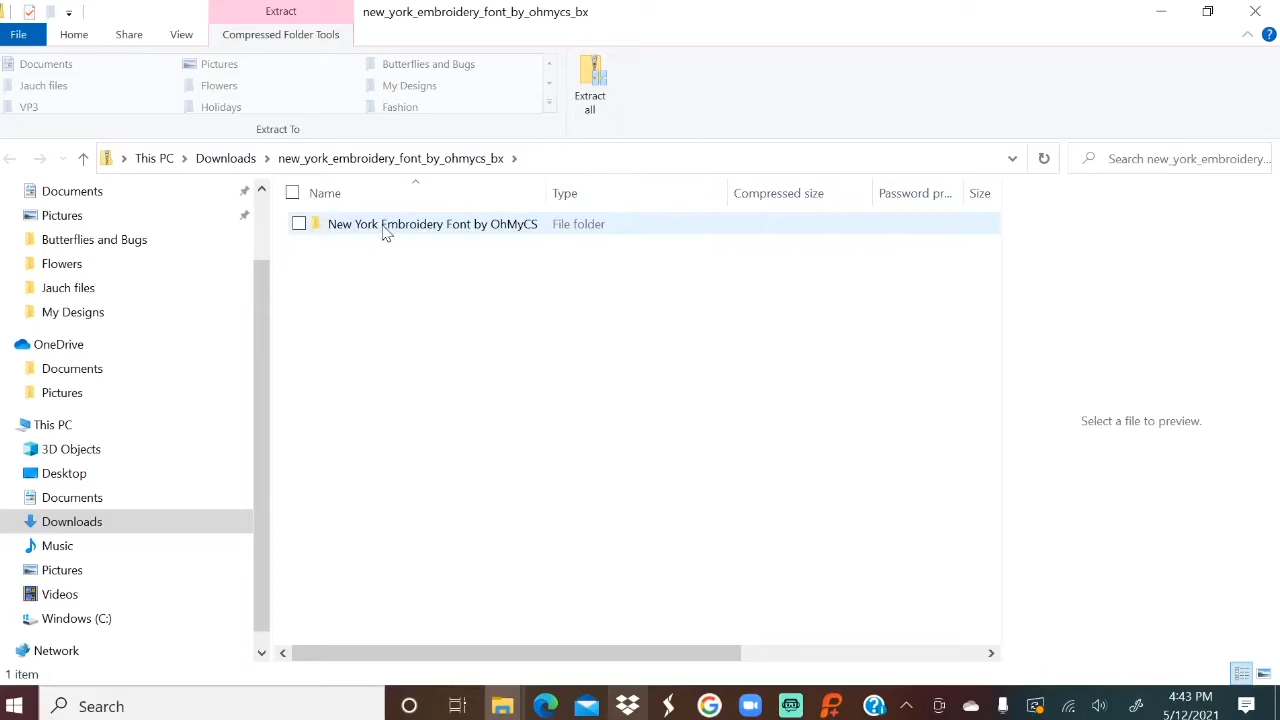 Extract
new_york_embroidery_font_by_ohmycs_bx
File
Home
Share
View
Compressed Folder Tools
Documents
Pictures
Butterflies and Bugs
Jauch files
Flowers
My Designs
VP3
Holidays
Fashion
Extract
all
Extract To
This PC
Downloads
new_york_embroidery_font_by_ohmycs_bx
Search new_york_embroidery...
Documents
Pictures
Butterflies and Bugs
Flowers
Jauch files
My Designs
OneDrive
Documents
Pictures
This PC
3D Objects
Desktop
Documents
Downloads
Music
Pictures
Videos
Windows (C:)
Network
Name
Type
Compressed size
Password pr...
Size
New York Embroidery Font by OhMyCS
File folder
Select a file to preview.
1 item
Search
4:43 PM
5/12/2021